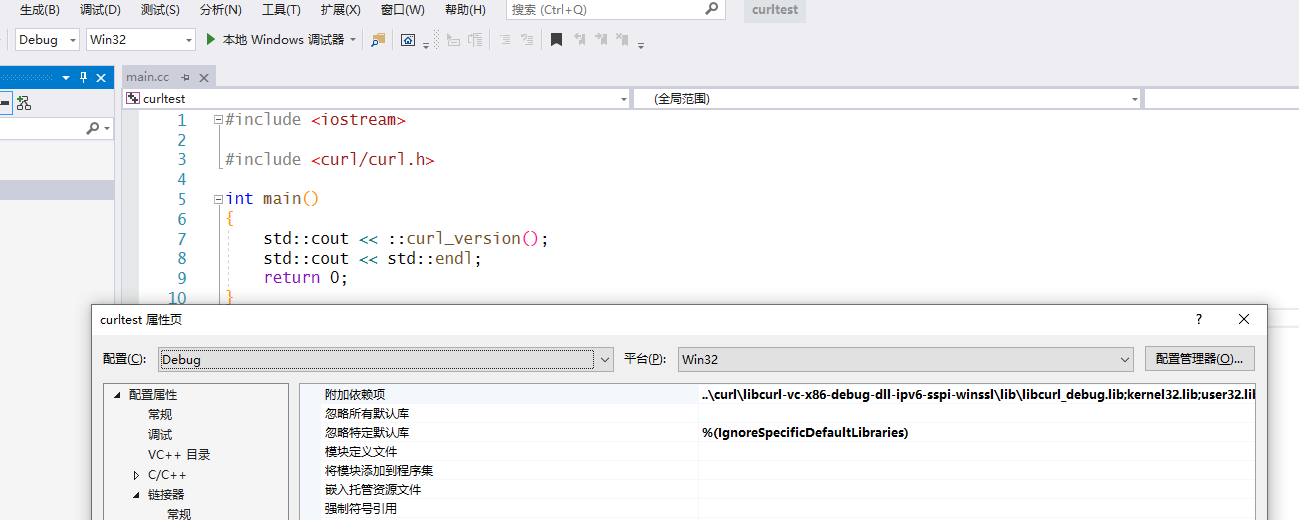 生成(B) 调试(D) 测试(S) 分析(N) 工具(T) 扩展(X) 窗口(W) 帮助(H) 搜索 (Ctrl+Q) curltest
Debug Win32 本地 Windows 调试器
main.cc
curltest (全局范围)
1 #include <iostream>
2
3 #include <curl/curl.h>
4
5 int main()
6 {
7 std::cout << ::curl_version();
8 std::cout << std::endl;
9 return 0;
10 }
curltest 属性页 ?
配置(C): Debug 平台(P): Win32 配置管理器(O)...
配置属性
常规
调试
VC++ 目录
C/C++
链接器
常规
附加依赖项 ..\curl\libcurl-vc-x86-debug-dll-ipv6-sspi-winssl\lib\libcurl_debug.lib;kernel32.lib;user32.lil
忽略所有默认库
忽略特定默认库 %(IgnoreSpecificDefaultLibraries)
模块定义文件
将模块添加到程序集
嵌入托管资源文件
强制符号引用